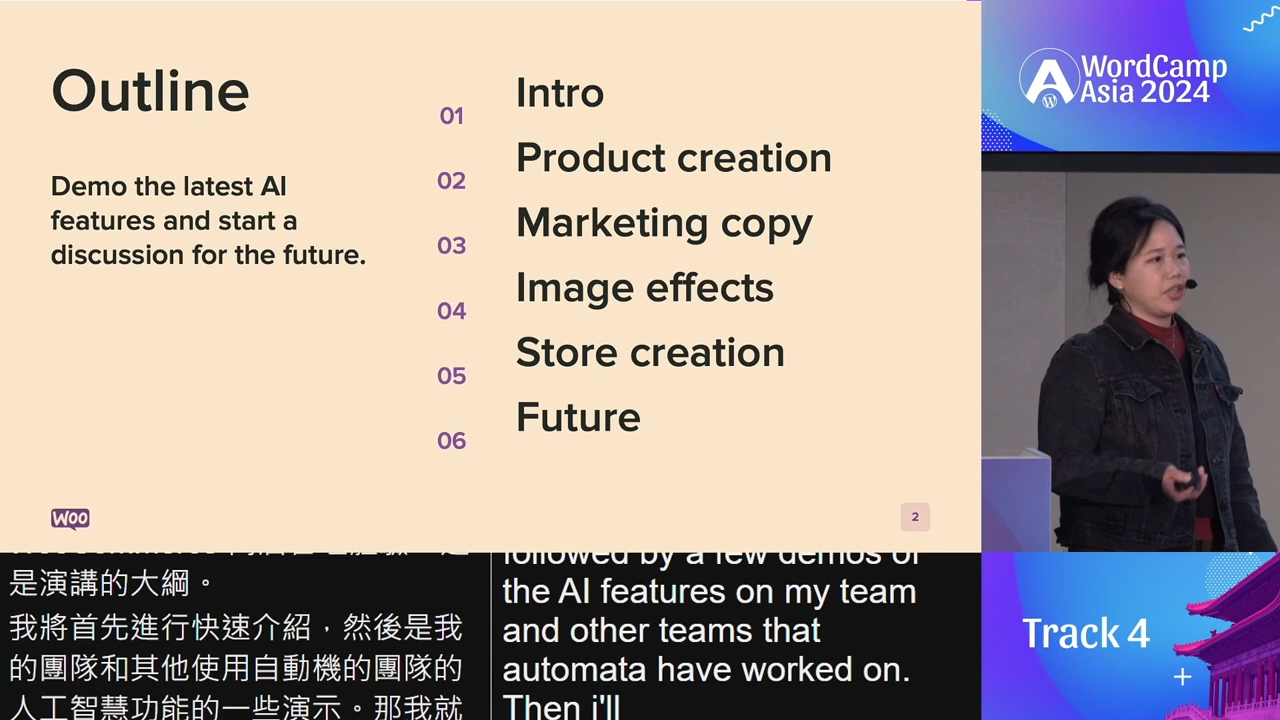 Outline
Demo the latest AI
features and start a
discussion for the future.
01
Intro
02
Product creation
03
Marketing copy
04
Image effects
05
Store creation
06
Future
Woo
2
WordCamp
Asia 2024
Track 4
是演講的大綱。
我將首先進行快速介紹，然後是我
的團隊和其他使用自動機的團隊的
人工智慧功能的一些演示。那我就
followed by a few demos of
the AI features on my team
and other teams that
automata have worked on.
Then i'll